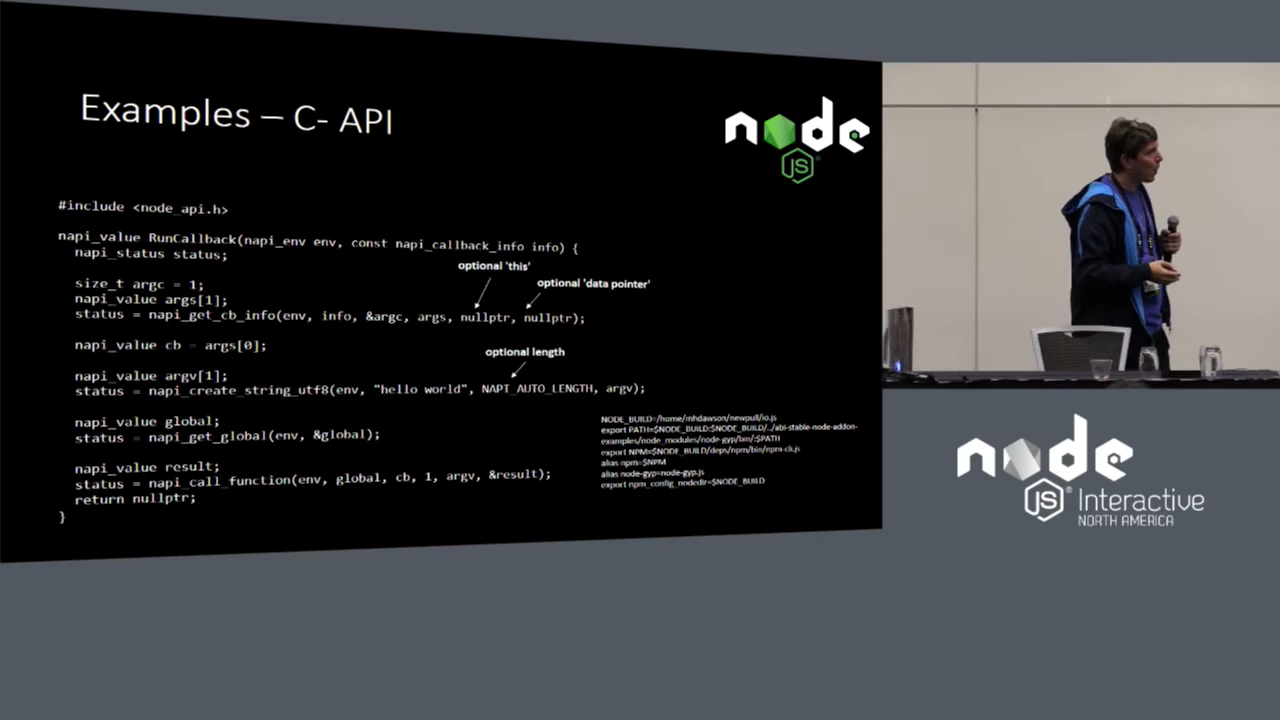 Examples – C- API
node
JS
#include <node_api.h>
napi_value RunCallback(napi_env env, const napi_callback_info info) {
napi_status status;
optional 'this'
optional 'data pointer'
size_t argc = 1;
napi_value args[1];
status = napi_get_cb_info(env, info, &argc, args, nullptr, nullptr);
napi_value cb = args[0];
optional length
napi_value argv[1];
status = napi_create_string_utf8(env, "hello world", NAPI_AUTO_LENGTH, argv);
napi_value global;
status = napi_get_global(env, &global);
napi_value result;
status = napi_call_function(env, global, cb, 1, argv, &result);
return nullptr;
}
NODE_BUILD=/home/mhdawson/newpull/io.js
export PATH=$NODE_BUILD:$NODE_BUILD/../abi-stable-node-addon-
examples/node_modules/node-gyp/bin/:$PATH
export NPM=$NODE_BUILD/deps/npm/bin/npm-cli.js
alias npm=$NPM
alias node-gyp=node-gyp.js
export npm_config_nodedir=$NODE_BUILD
node
JS Interactive
NORTH AMERICA